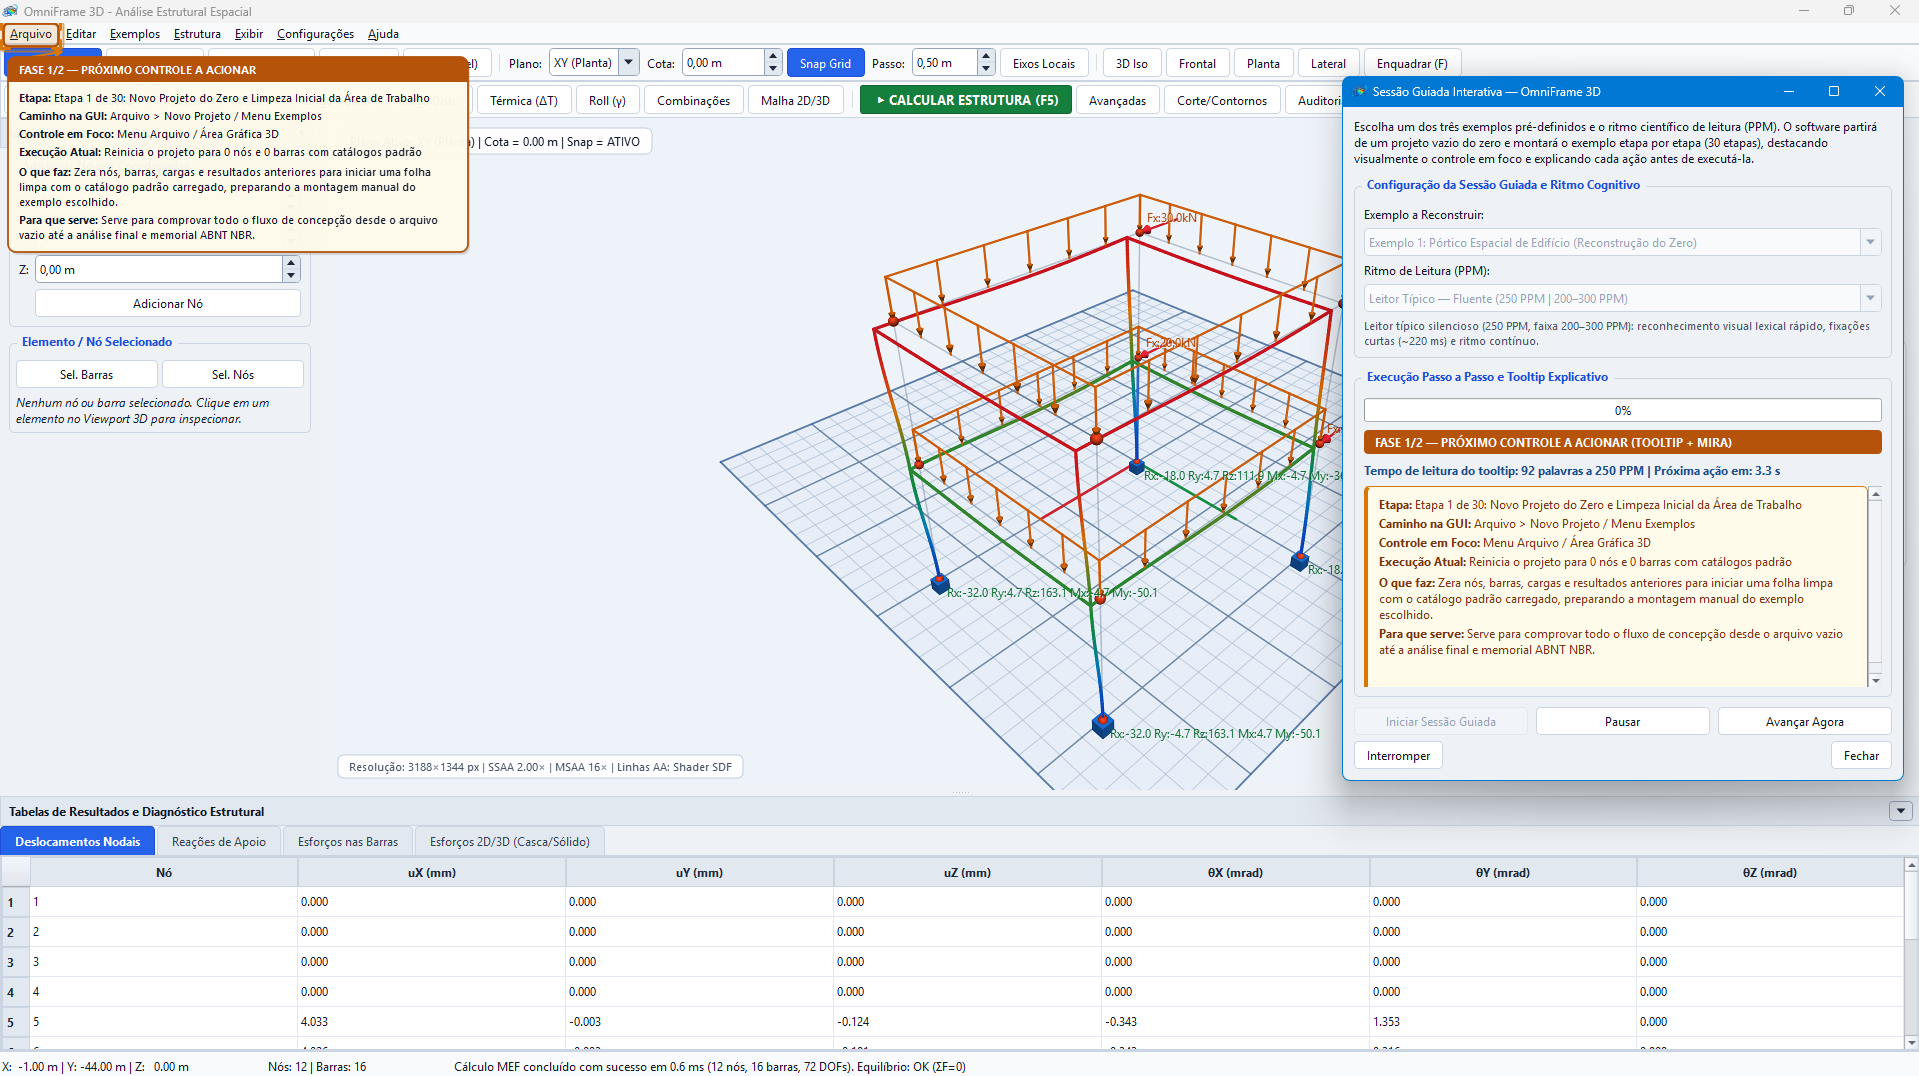 OmniFrame 3D - Análise Estrutural Espacial
Arquivo Editar Exemplos Estrutura Exibir Configurações Ajuda
Plano: XY (Planta) Cota: 0,00 m Snap Grid Passo: 0,50 m Eixos Locais 3D Iso Frontal Planta Lateral Enquadrar (F)
Térmica (ΔT) Roll (γ) Combinações Malha 2D/3D ▸ CALCULAR ESTRUTURA (F5) Avançadas Corte/Contornos
FASE 1/2 — PRÓXIMO CONTROLE A ACIONAR
Etapa: Etapa 1 de 30: Novo Projeto do Zero e Limpeza Inicial da Área de Trabalho
Caminho na GUI: Arquivo > Novo Projeto / Menu Exemplos
Controle em Foco: Menu Arquivo / Área Gráfica 3D
Execução Atual: Reinicia o projeto para 0 nós e 0 barras com catálogos padrão
O que faz: Zera nós, barras, cargas e resultados anteriores para iniciar uma folha
limpa com o catálogo padrão carregado, preparando a montagem manual do
exemplo escolhido.
Para que serve: Serve para comprovar todo o fluxo de concepção desde o arquivo
vazio até a análise final e memorial ABNT NBR.
| Cota = 0.00 m | Snap = ATIVO
Z: 0,00 m
Adicionar Nó
Elemento / Nó Selecionado
Sel. Barras Sel. Nós
Nenhum nó ou barra selecionado. Clique em um
elemento no Viewport 3D para inspecionar.
Fx:30.0kN
Fx:20.0kN
Rx:-18.0 Ry:4.7 Rz:111.9 Mx:-4.7
Rx:-18.
Rx:-32.0 Ry:4.7 Rz:163.1 Mx:-4.7 My:-50.1
Rx:-32.0 Ry:-4.7 Rz:163.1 Mx:4.7 My:-50.1
Resolução: 3188×1344 px | SSAA 2.00× | MSAA 16× | Linhas AA: Shader SDF
Sessão Guiada Interativa — OmniFrame 3D
Escolha um dos três exemplos pré-definidos e o ritmo científico de leitura (PPM). O software partirá
de um projeto vazio do zero e montará o exemplo etapa por etapa (30 etapas), destacando
visualmente o controle em foco e explicando cada ação antes de executá-la.
Configuração da Sessão Guiada e Ritmo Cognitivo
Exemplo a Reconstruir:
Exemplo 1: Pórtico Espacial de Edifício (Reconstrução do Zero)
Ritmo de Leitura (PPM):
Leitor Típico — Fluente (250 PPM | 200–300 PPM)
Leitor típico silencioso (250 PPM, faixa 200–300 PPM): reconhecimento visual lexical rápido, fixações
curtas (~220 ms) e ritmo contínuo.
Execução Passo a Passo e Tooltip Explicativo
0%
FASE 1/2 — PRÓXIMO CONTROLE A ACIONAR (TOOLTIP + MIRA)
Tempo de leitura do tooltip: 92 palavras a 250 PPM | Próxima ação em: 3.3 s
Etapa: Etapa 1 de 30: Novo Projeto do Zero e Limpeza Inicial da Área de Trabalho
Caminho na GUI: Arquivo > Novo Projeto / Menu Exemplos
Controle em Foco: Menu Arquivo / Área Gráfica 3D
Execução Atual: Reinicia o projeto para 0 nós e 0 barras com catálogos padrão
O que faz: Zera nós, barras, cargas e resultados anteriores para iniciar uma folha limpa
com o catálogo padrão carregado, preparando a montagem manual do exemplo
escolhido.
Para que serve: Serve para comprovar todo o fluxo de concepção desde o arquivo vazio
até a análise final e memorial ABNT NBR.
Iniciar Sessão Guiada Pausar Avançar Agora
Interromper Fechar
Tabelas de Resultados e Diagnóstico Estrutural
Deslocamentos Nodais Reações de Apoio Esforços nas Barras Esforços 2D/3D (Casca/Sólido)
Nó uX (mm) uY (mm) uZ (mm) θX (mrad) θY (mrad) θZ (mrad)
1 1 0.000 0.000 0.000 0.000 0.000 0.000
2 2 0.000 0.000 0.000 0.000 0.000 0.000
3 3 0.000 0.000 0.000 0.000 0.000 0.000
4 4 0.000 0.000 0.000 0.000 0.000 0.000
5 5 4.033 -0.003 -0.124 -0.343 1.353 0.000
X: -1.00 m | Y: -44.00 m | Z: 0.00 m Nós: 12 | Barras: 16 Cálculo MEF concluído com sucesso em 0.6 ms (12 nós, 16 barras, 72 DOFs). Equilíbrio: OK (ΣF=0)